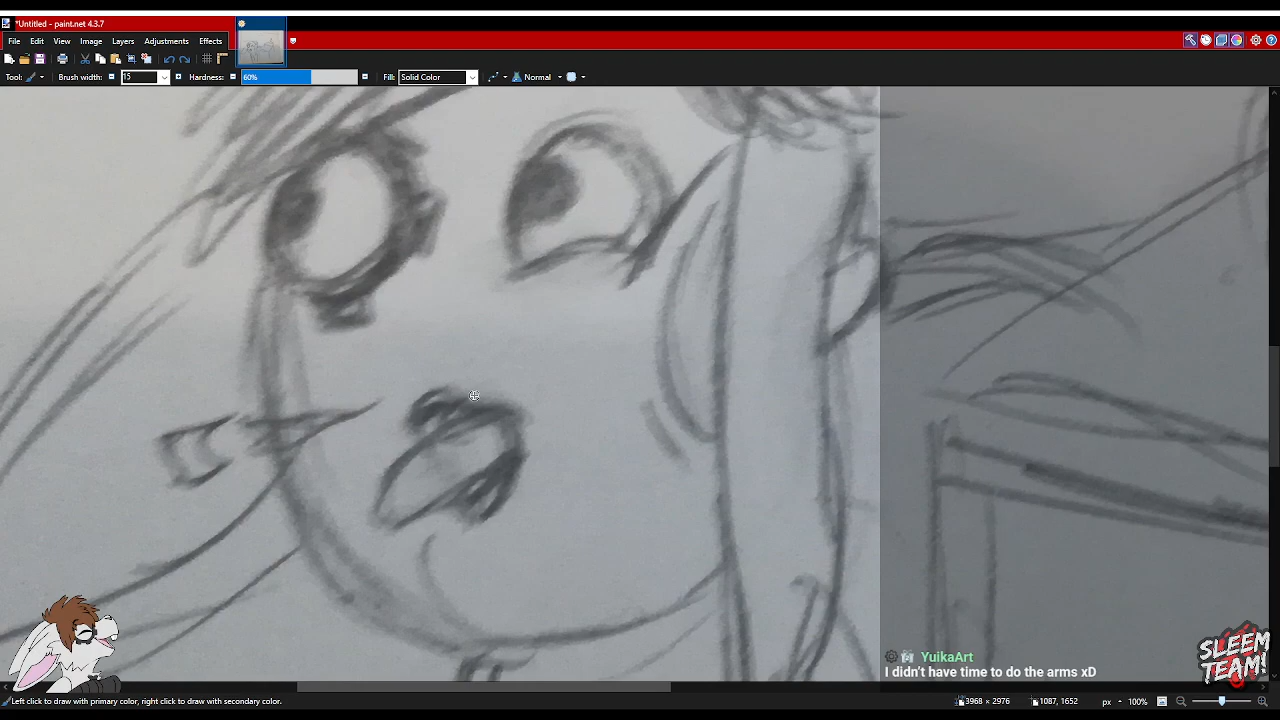 *Untitled - paint.net 4.3.7
File Edit View Image Layers Adjustments Effects
Tool: Brush width: 15 Hardness: 60% Fill: Solid Color Normal
YuikaArt
I didn't have time to do the arms xD
SLEEM
TEAM!
Left click to draw with primary color, right click to draw with secondary color. 3968 × 2976 1087, 1652 px 100%